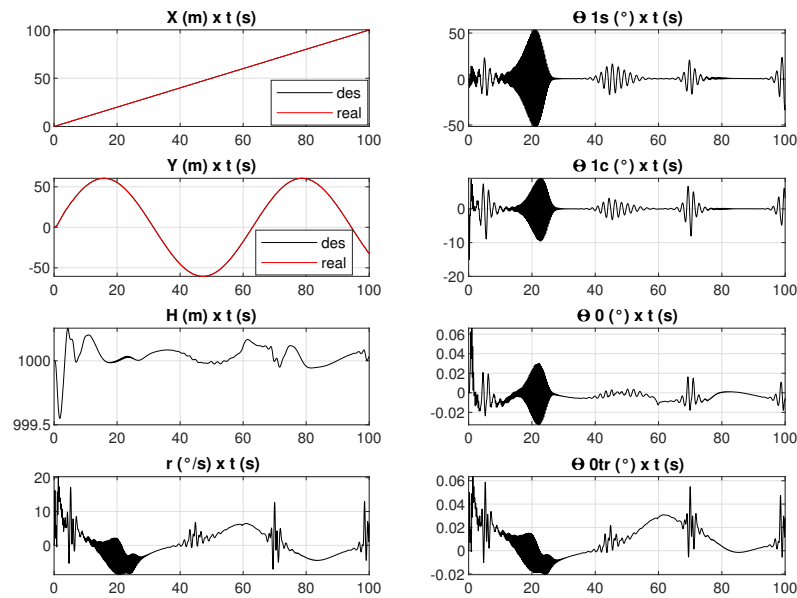 X (m) x t (s)
100
50
0
0 20 40 60 80 100
des
real
Θ 1s (°) x t (s)
50
0
-50
0 20 40 60 80 100
Y (m) x t (s)
50
0
-50
0 20 40 60 80 100
des
real
Θ 1c (°) x t (s)
0
-10
-20
0 20 40 60 80 100
H (m) x t (s)
1000
999.5
0 20 40 60 80 100
Θ 0 (°) x t (s)
0.06
0.04
0.02
0
-0.02
0 20 40 60 80 100
r (°/s) x t (s)
20
10
0
0 20 40 60 80 100
Θ 0tr (°) x t (s)
0.06
0.04
0.02
0
-0.02
0 20 40 60 80 100